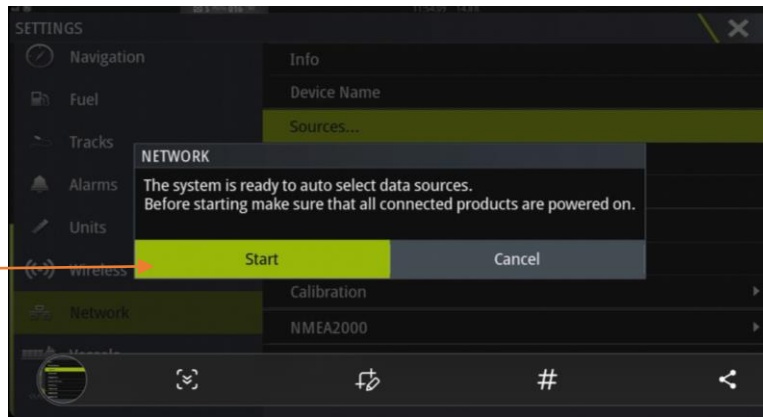 SETTINGS
Navigation
Info
Fuel
Device Name
Tracks
Sources...
NETWORK
Alarms
The system is ready to auto select data sources.
Before starting make sure that all connected products are powered on.
Units
Start
Cancel
Wireless
Calibration
Network
NMEA2000
#